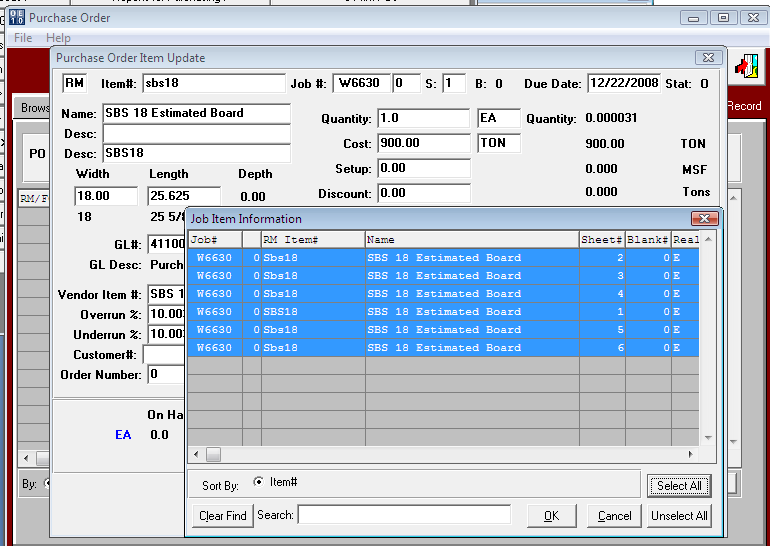 Purchase Order
File Help
Purchase Order Item Update
RM Item#: sbs18 Job #: W6630 0 S: 1 B: 0 Due Date: 12/22/2008 Stat: O
Brows
Record
Name: SBS 18 Estimated Board
Quantity: 1.0 EA Quantity: 0.000031
Desc:
Cost: 900.00 TON 900.00 TON
PO
Desc: SBS18
Setup: 0.00 0.000 MSF
Width Length Depth
Discount: 0.00 0.000 Tons
18.00 25.625 0.00
RM/F
18 25 5/8
GL#: 41100
GL Desc: Purch
Vendor Item #: SBS 1
Overrun %: 10.00
Underrun %: 10.00
Customer#:
Order Number: 0
On Ha
EA 0.0
By:
Job Item Information
Job# RM Item# Name Sheet# Blank# Real
W6630 0 Sbs18 SBS 18 Estimated Board 2 0 E
W6630 0 Sbs18 SBS 18 Estimated Board 3 0 E
W6630 0 Sbs18 SBS 18 Estimated Board 4 0 E
W6630 0 SBS18 SBS 18 Estimated Board 1 0 E
W6630 0 Sbs18 SBS 18 Estimated Board 5 0 E
W6630 0 Sbs18 SBS 18 Estimated Board 6 0 E
Sort By: Item#
Select All
Clear Find Search: OK Cancel Unselect All